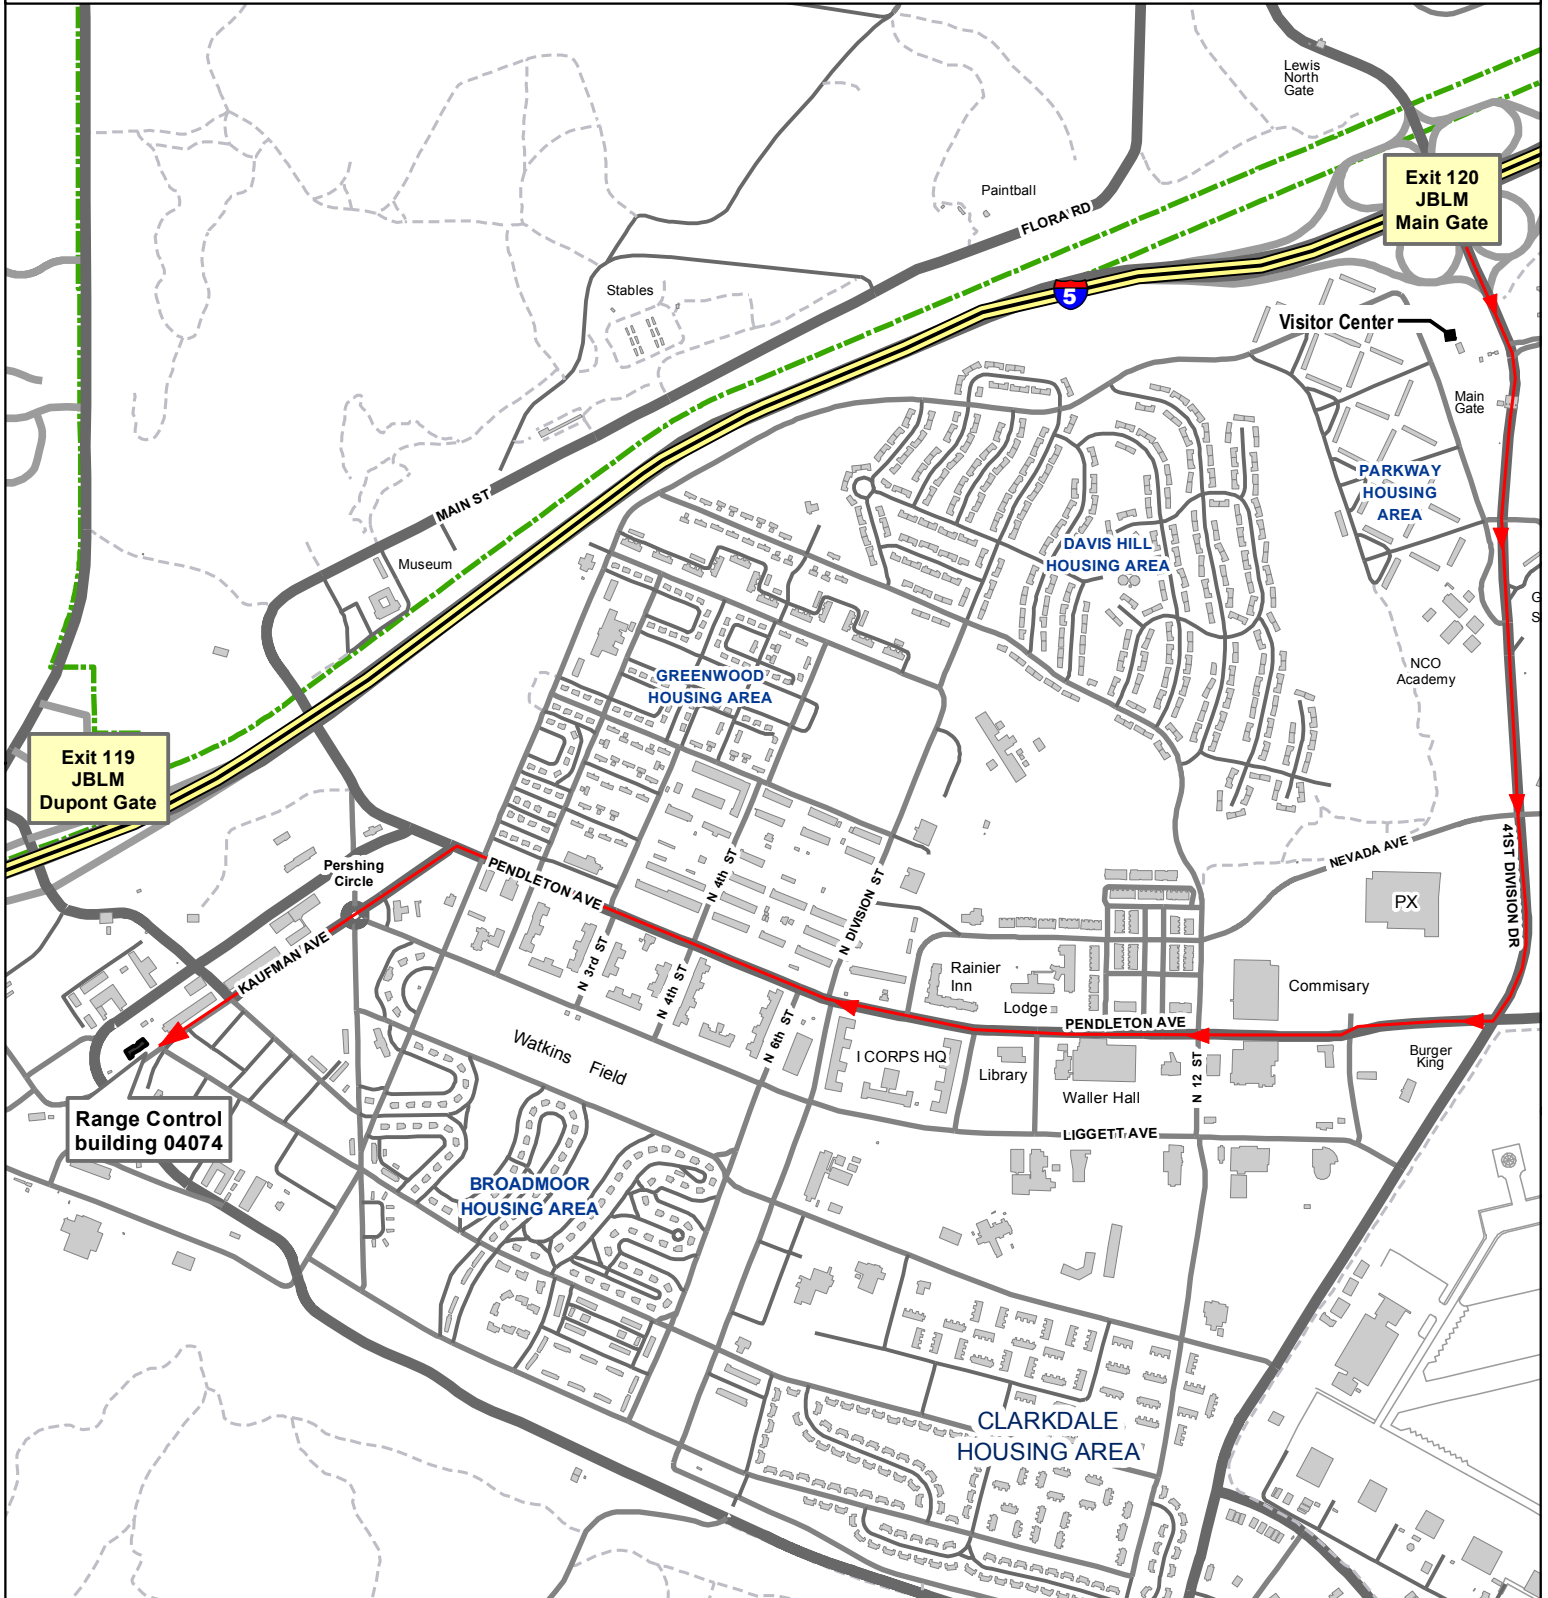 Lewis
North
Gate
Exit 120
JBLM
Main Gate
Paintball
FLORA RD
Stables
5
Visitor Center
Main
Gate
PARKWAY
HOUSING
AREA
MAIN ST
DAVIS HILL
HOUSING AREA
Museum
G
S
NCO
Academy
GREENWOOD
HOUSING AREA
Exit 119
JBLM
Dupont Gate
Pershing
Circle
PENDLETON AVE
N 4th ST
N DIVISION ST
NEVADA AVE
41ST DIVISION DR
PX
KAUFMAN AVE
N 3rd ST
N 4th ST
Rainier
Inn
Lodge
Commisary
PENDLETON AVE
N 6th ST
I CORPS HQ
Library
Waller Hall
N 12 ST
Burger
King
Watkins Field
Range Control
building 04074
LIGGETT AVE
BROADMOOR
HOUSING AREA
CLARKDALE
HOUSING AREA